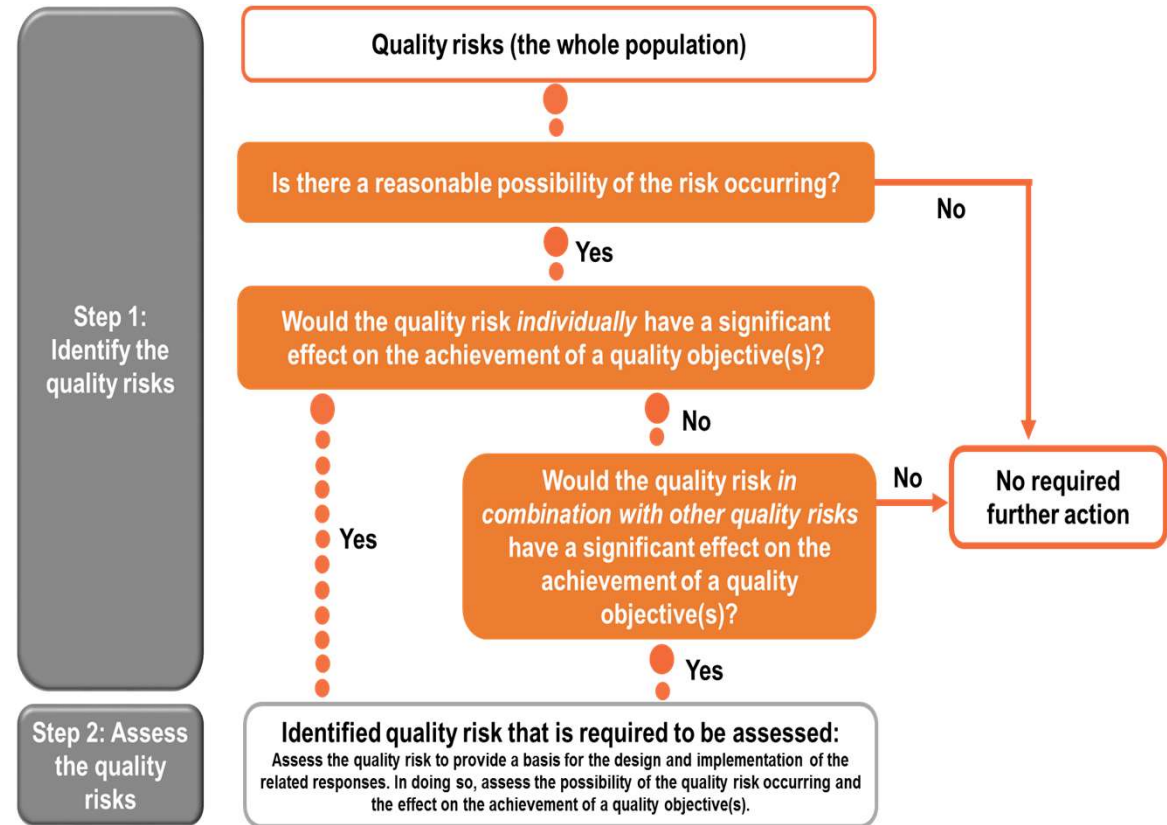 Quality risks (the whole population)
Is there a reasonable possibility of the risk occurring?
No
Yes
Step 1:
Identify the
quality risks
Would the quality risk individually have a significant
effect on the achievement of a quality objective(s)?
No
Yes
Would the quality risk in
combination with other quality risks
have a significant effect on the
achievement of a quality
objective(s)?
No
No required
further action
Yes
Step 2: Assess
the quality
risks
Identified quality risk that is required to be assessed:
Assess the quality risk to provide a basis for the design and implementation of the
related responses. In doing so, assess the possibility of the quality risk occurring and
the effect on the achievement of a quality objective(s).